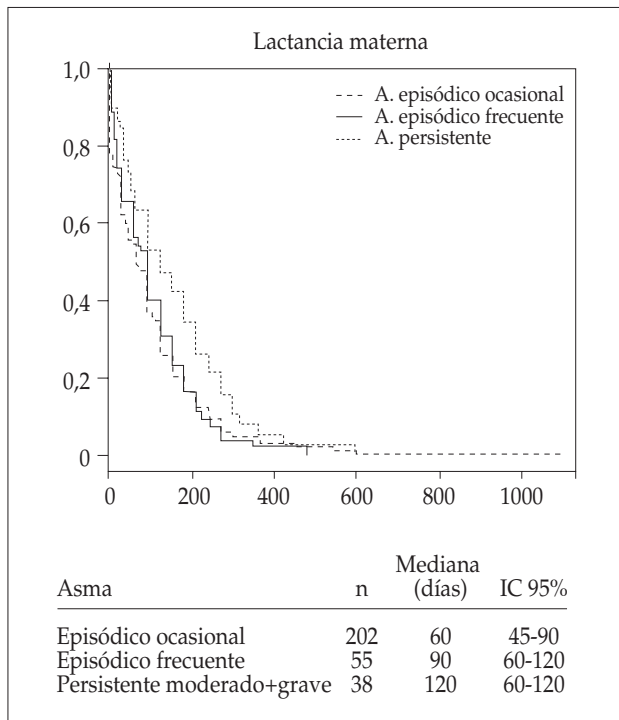 Lactancia materna
1,0
0,8
0,6
0,4
0,2
0
A. episódico ocasional
A. episódico frecuente
A. persistente
0 200 400 600 800 1000
Asma n Mediana (días) IC 95%
Episódico ocasional 202 60 45-90
Episódico frecuente 55 90 60-120
Persistente moderado+grave 38 120 60-120